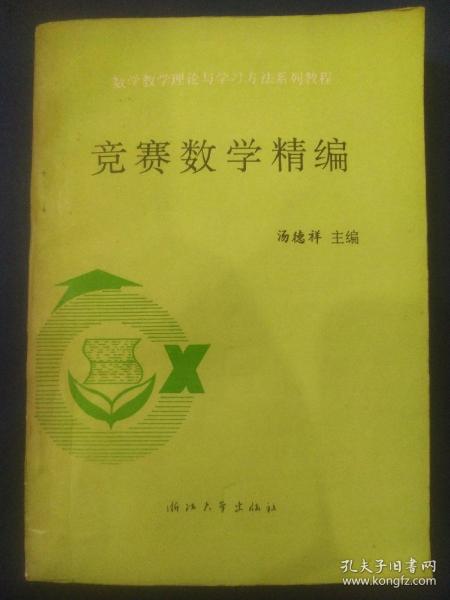 数学教学理论与学习方法系列教程
竞赛数学精编
汤德祥 主编
X
浙江大学出版社
孔夫子旧书网
www.kongfz.com